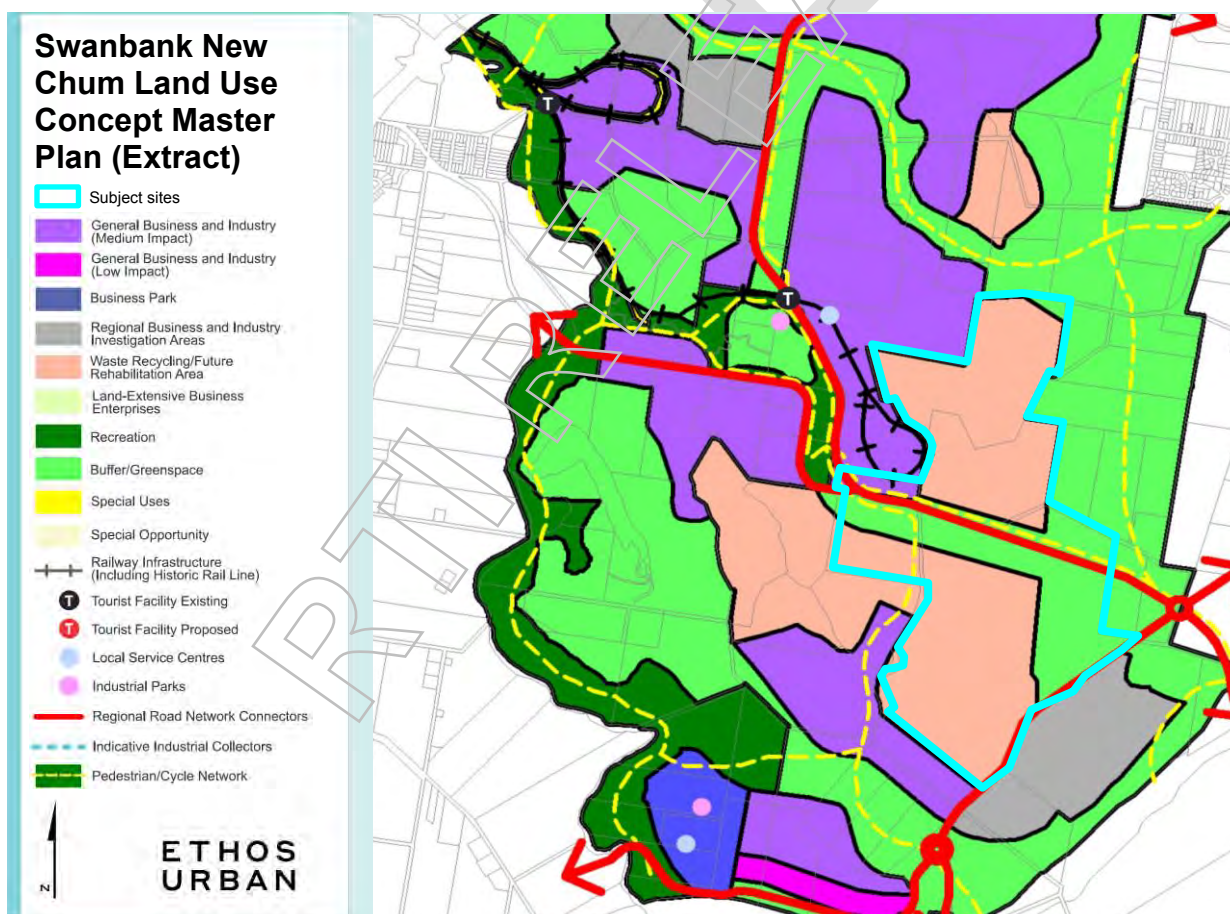 Swanbank New
Chum Land Use
Concept Master
Plan (Extract)
Subject sites
General Business and Industry
(Medium Impact)
General Business and Industry
(Low Impact)
Business Park
Regional Business and Industry
Investigation Areas
Waste Recycling/Future
Rehabilitation Area
Land-Extensive Business
Enterprises
Recreation
Buffer/Greenspace
Special Uses
Special Opportunity
Railway Infrastructure
(Including Historic Rail Line)
T Tourist Facility Existing
T Tourist Facility Proposed
Local Service Centres
Industrial Parks
Regional Road Network Connectors
Indicative Industrial Collectors
Pedestrian/Cycle Network
N
ETHOS
URBAN
T
T
RTI RELE